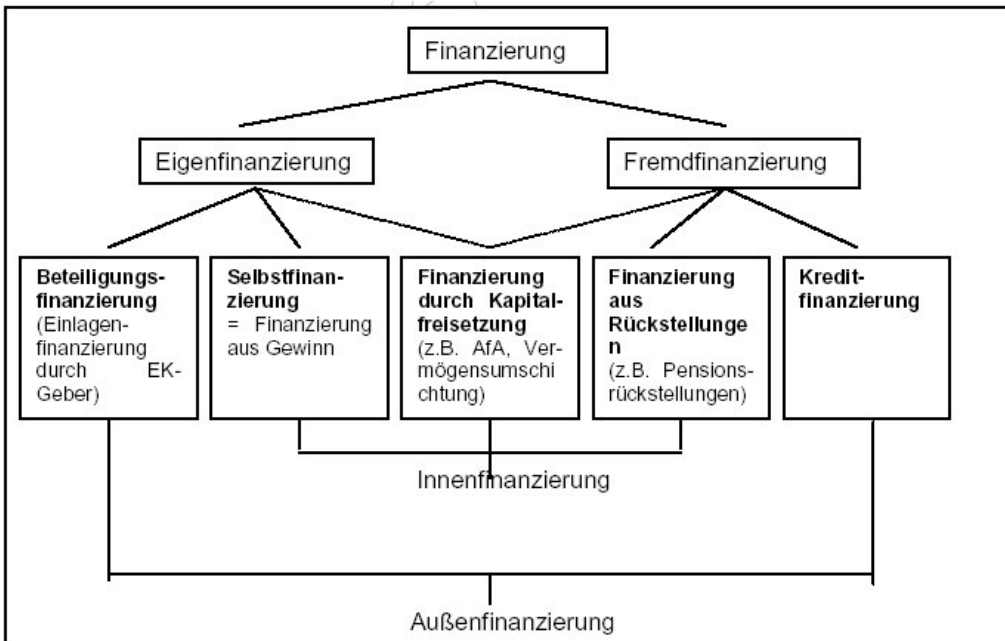 Finanzierung
Eigenfinanzierung
Fremdfinanzierung
Beteiligungs-
finanzierung
(Einlagen-
finanzierung
durch EK-
Geber)
Selbstfinan-
zierung
= Finanzierung
aus Gewinn
Finanzierung
durch Kapital-
freisetzung
(z.B. AfA, Ver-
mögensumschi
chtung)
Finanzierung
aus
Rückstellunge
n
(z.B. Pensions-
rückstellungen)
Kredit-
finanzierung
Innenfinanzierung
Außenfinanzierung